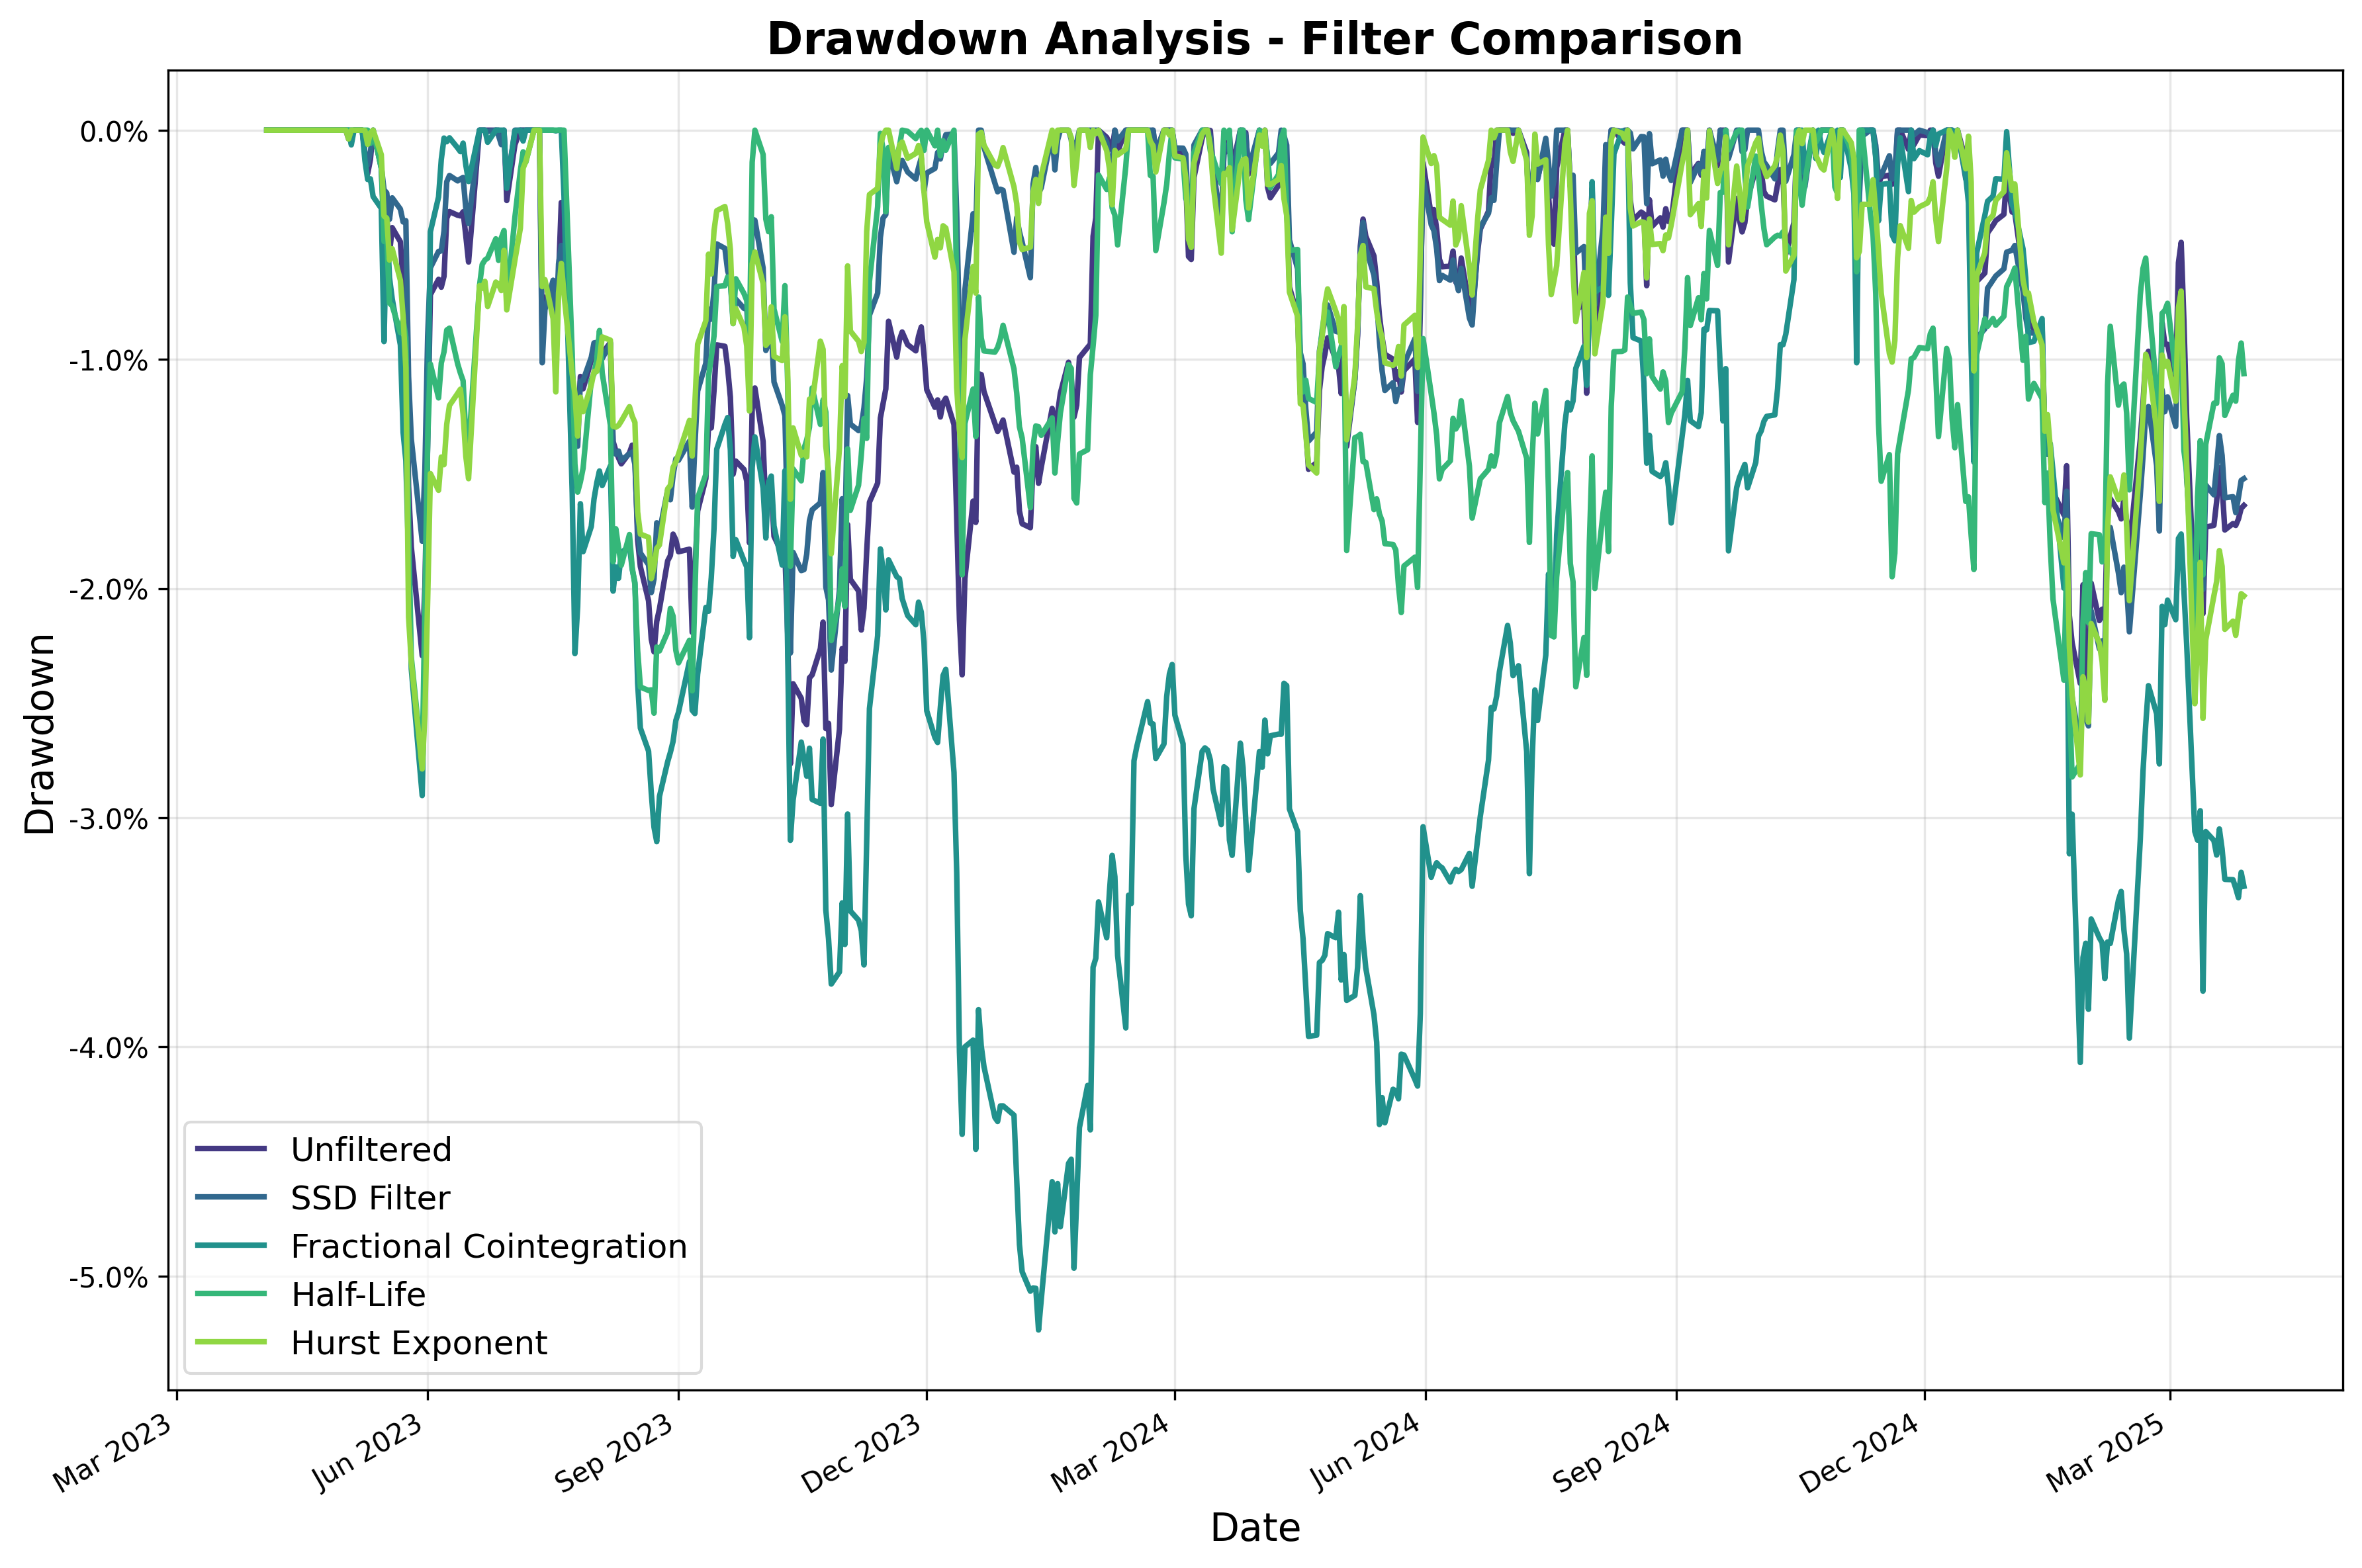 Drawdown Analysis - Filter Comparison
0.0%
-1.0%
-2.0%
-3.0%
-4.0%
-5.0%
Drawdown
Unfiltered
SSD Filter
Fractional Cointegration
Half-Life
Hurst Exponent
Mar 2023
Jun 2023
Sep 2023
Dec 2023
Mar 2024
Jun 2024
Sep 2024
Dec 2024
Mar 2025
Date